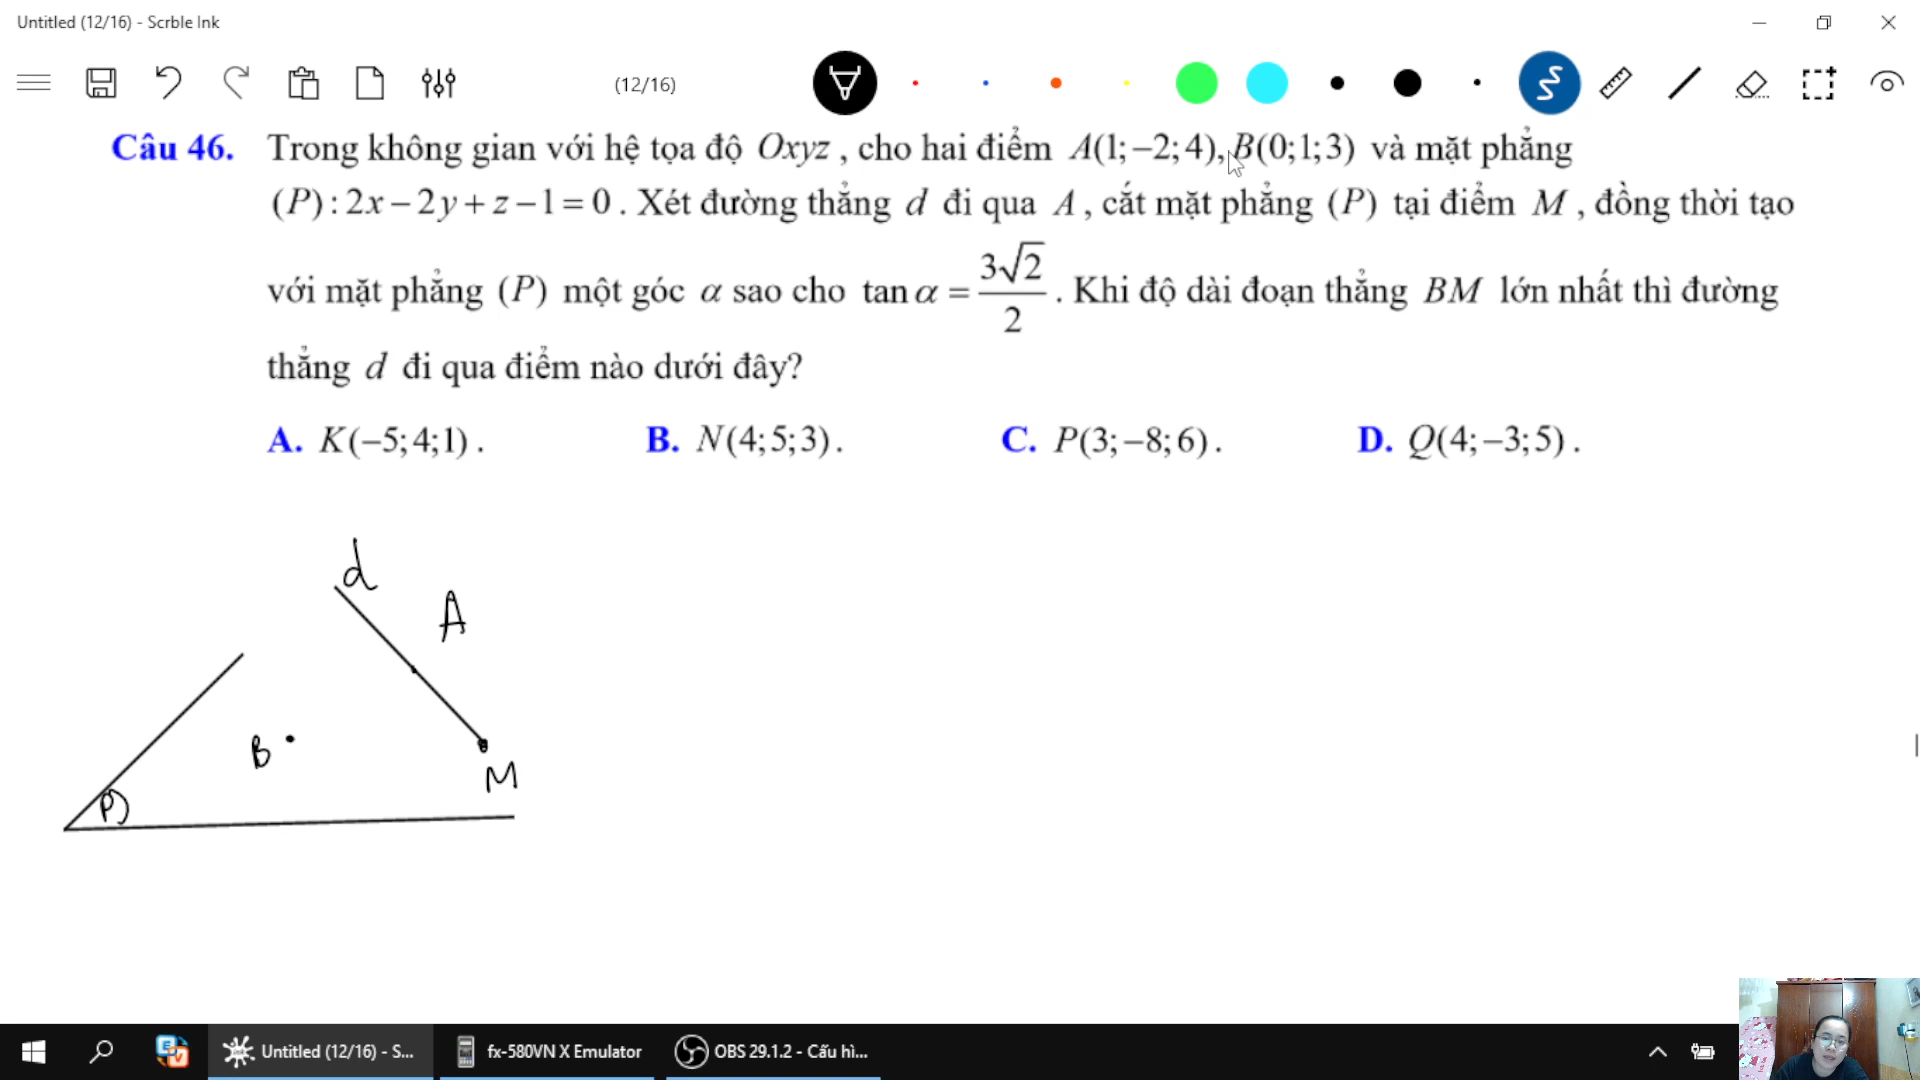 Untitled (12/16) - Scrble Ink
(12/16)
Câu 46. Trong không gian với hệ tọa độ Oxyz , cho hai điểm A(1;−2;4), B(0;1;3) và mặt phẳng
(P): 2x − 2y + z − 1 = 0 . Xét đường thẳng d đi qua A , cắt mặt phẳng (P) tại điểm M , đồng thời tạo
với mặt phẳng (P) một góc α sao cho tan α = 3√2/2 . Khi độ dài đoạn thẳng BM lớn nhất thì đường
thẳng d đi qua điểm nào dưới đây?
A. K(−5;4;1) . B. N(4;5;3) . C. P(3;−8;6) . D. Q(4;−3;5) .
d
A
B
M
P)
Untitled (12/16) - S... fx-580VN X Emulator OBS 29.1.2 - Cấu hì...